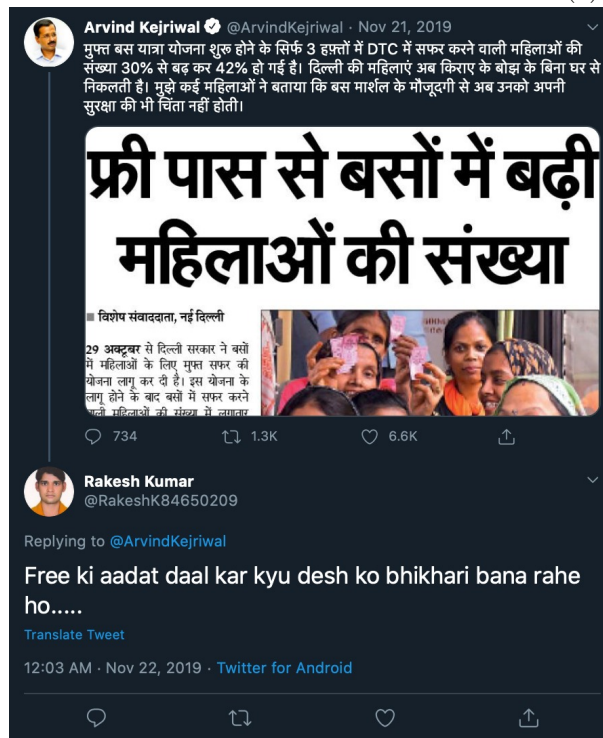 Arvind Kejriwal @ArvindKejriwal · Nov 21, 2019
मुफ्त बस यात्रा योजना शुरू होने के सिर्फ 3 हफ़्तों में DTC में सफर करने वाली महिलाओं की
संख्या 30% से बढ़ कर 42% हो गई है। दिल्ली की महिलाएं अब किराए के बोझ के बिना घर से
निकलती है। मुझे कई महिलाओं ने बताया कि बस मार्शल के मौजूदगी से अब उनको अपनी
सुरक्षा की भी चिंता नहीं होती।
फ्री पास से बसों में बढ़ी
महिलाओं की संख्या
विशेष संवाददाता, नई दिल्ली
29 अक्टूबर से दिल्ली सरकार ने बसों
में महिलाओं के लिए मुफ्त सफर की
योजना लागू कर दी है। इस योजना के
लागू होने के बाद बसों में सफर करने
वाली महिलाओं की संख्या में लगातार
734 1.3K 6.6K
Rakesh Kumar
@RakeshK84650209
Replying to @ArvindKejriwal
Free ki aadat daal kar kyu desh ko bhikhari bana rahe
ho.....
Translate Tweet
12:03 AM · Nov 22, 2019 · Twitter for Android